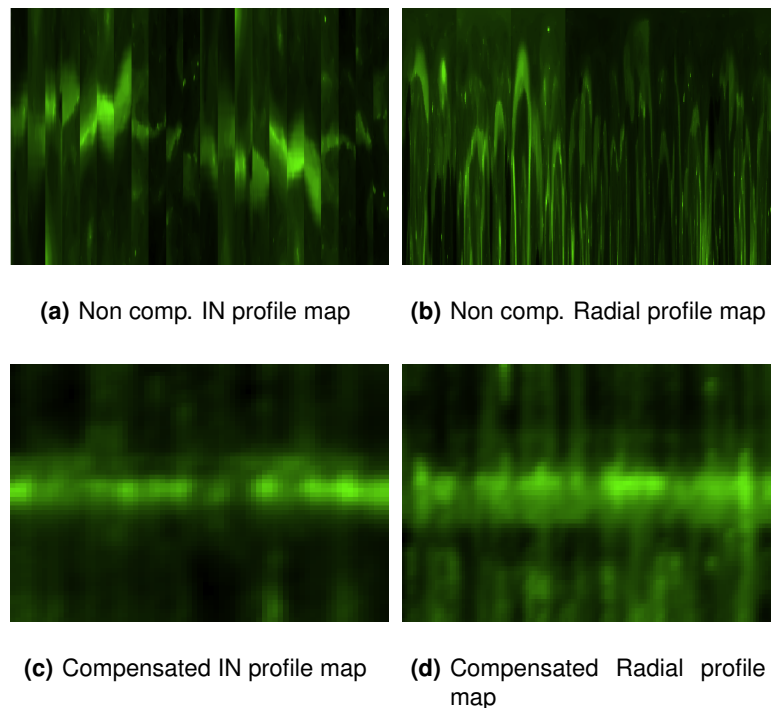 (a) Non comp. IN profile map
(b) Non comp. Radial profile map
(c) Compensated IN profile map
(d) Compensated Radial profile
map